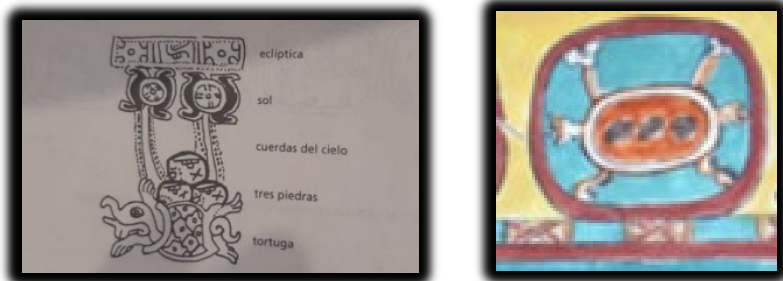 eclíptica
sol
cuerdas del cielo
tres piedras
tortuga